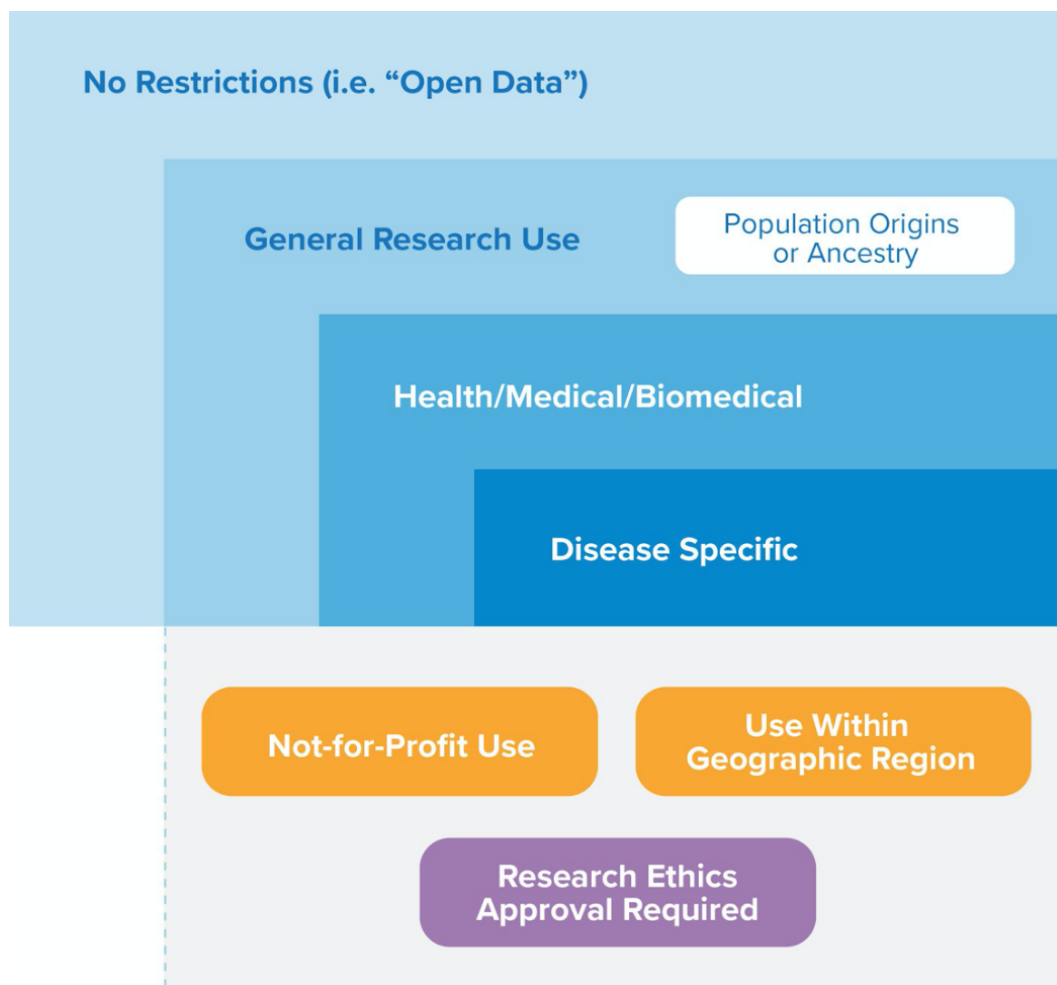 No Restrictions (i.e. “Open Data”)
General Research Use
Population Origins
or Ancestry
Health/Medical/Biomedical
Disease Specific
Not-for-Profit Use
Use Within
Geographic Region
Research Ethics
Approval Required